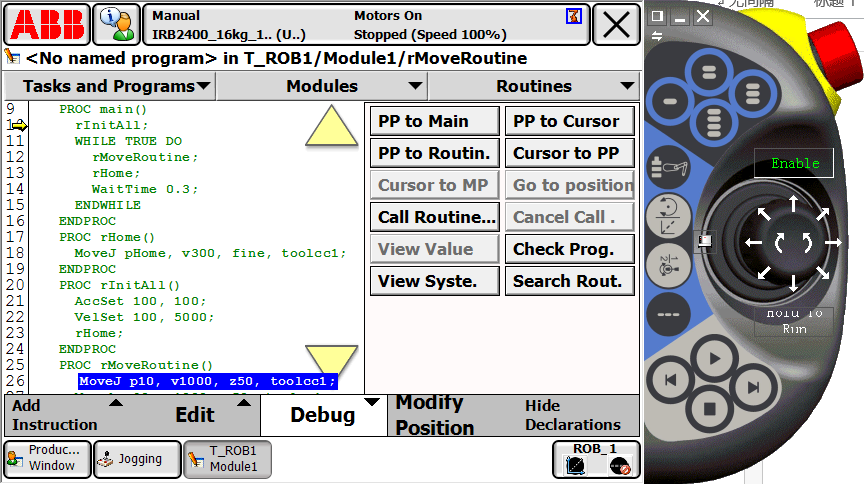 ABB
Manual
IRB2400_16kg_1.. (U..)
Motors On
Stopped (Speed 100%)
<No named program> in T_ROB1/Module1/rMoveRoutine
Tasks and Programs
Modules
Routines
9 PROC main()
rInitAll;
11 WHILE TRUE DO
12 rMoveRoutine;
13 rHome;
14 WaitTime 0.3;
15 ENDWHILE
16 ENDPROC
17 PROC rHome()
18 MoveJ pHome, v300, fine, toolcc1;
19 ENDPROC
20 PROC rInitAll()
21 AccSet 100, 100;
22 VelSet 100, 5000;
23 rHome;
24 ENDPROC
25 PROC rMoveRoutine()
26 MoveJ p10, v1000, z50, toolcc1;
PP to Main
PP to Cursor
PP to Routin.
Cursor to PP
Cursor to MP
Go to position
Call Routine...
Cancel Call .
View Value
Check Prog.
View Syste.
Search Rout.
Add
Instruction
Edit
Debug
Modify
Position
Hide
Declarations
Produc...
Window
Jogging
T_ROB1
Module1
ROB_1
Enable
Hold To
Run
无间隔
标题 1